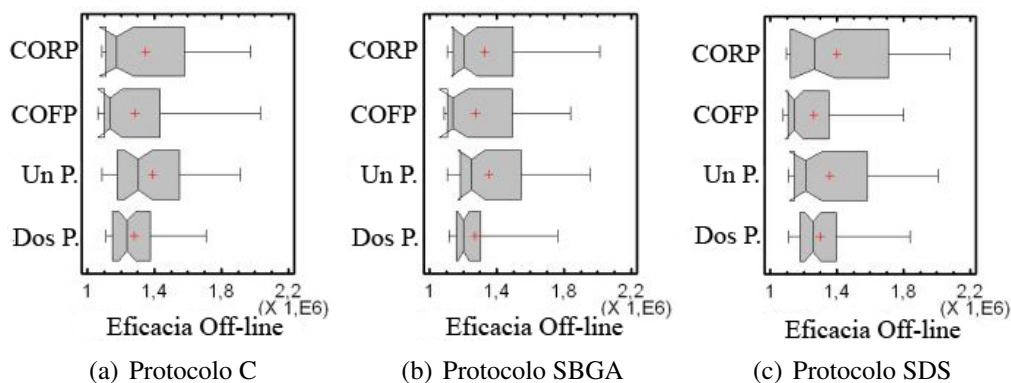 CORP
COFP
Un P.
Dos P.
1 1,4 1,8 2,2
(X 1,E6)
Eficacia Off-line
(a) Protocolo C
CORP
COFP
Un P.
Dos P.
1 1,4 1,8 2,2
(X 1,E6)
Eficacia Off-line
(b) Protocolo SBGA
CORP
COFP
Un P.
Dos P.
1 1,4 1,8 2,2
(X 1,E6)
Eficacia Off-line
(c) Protocolo SDS